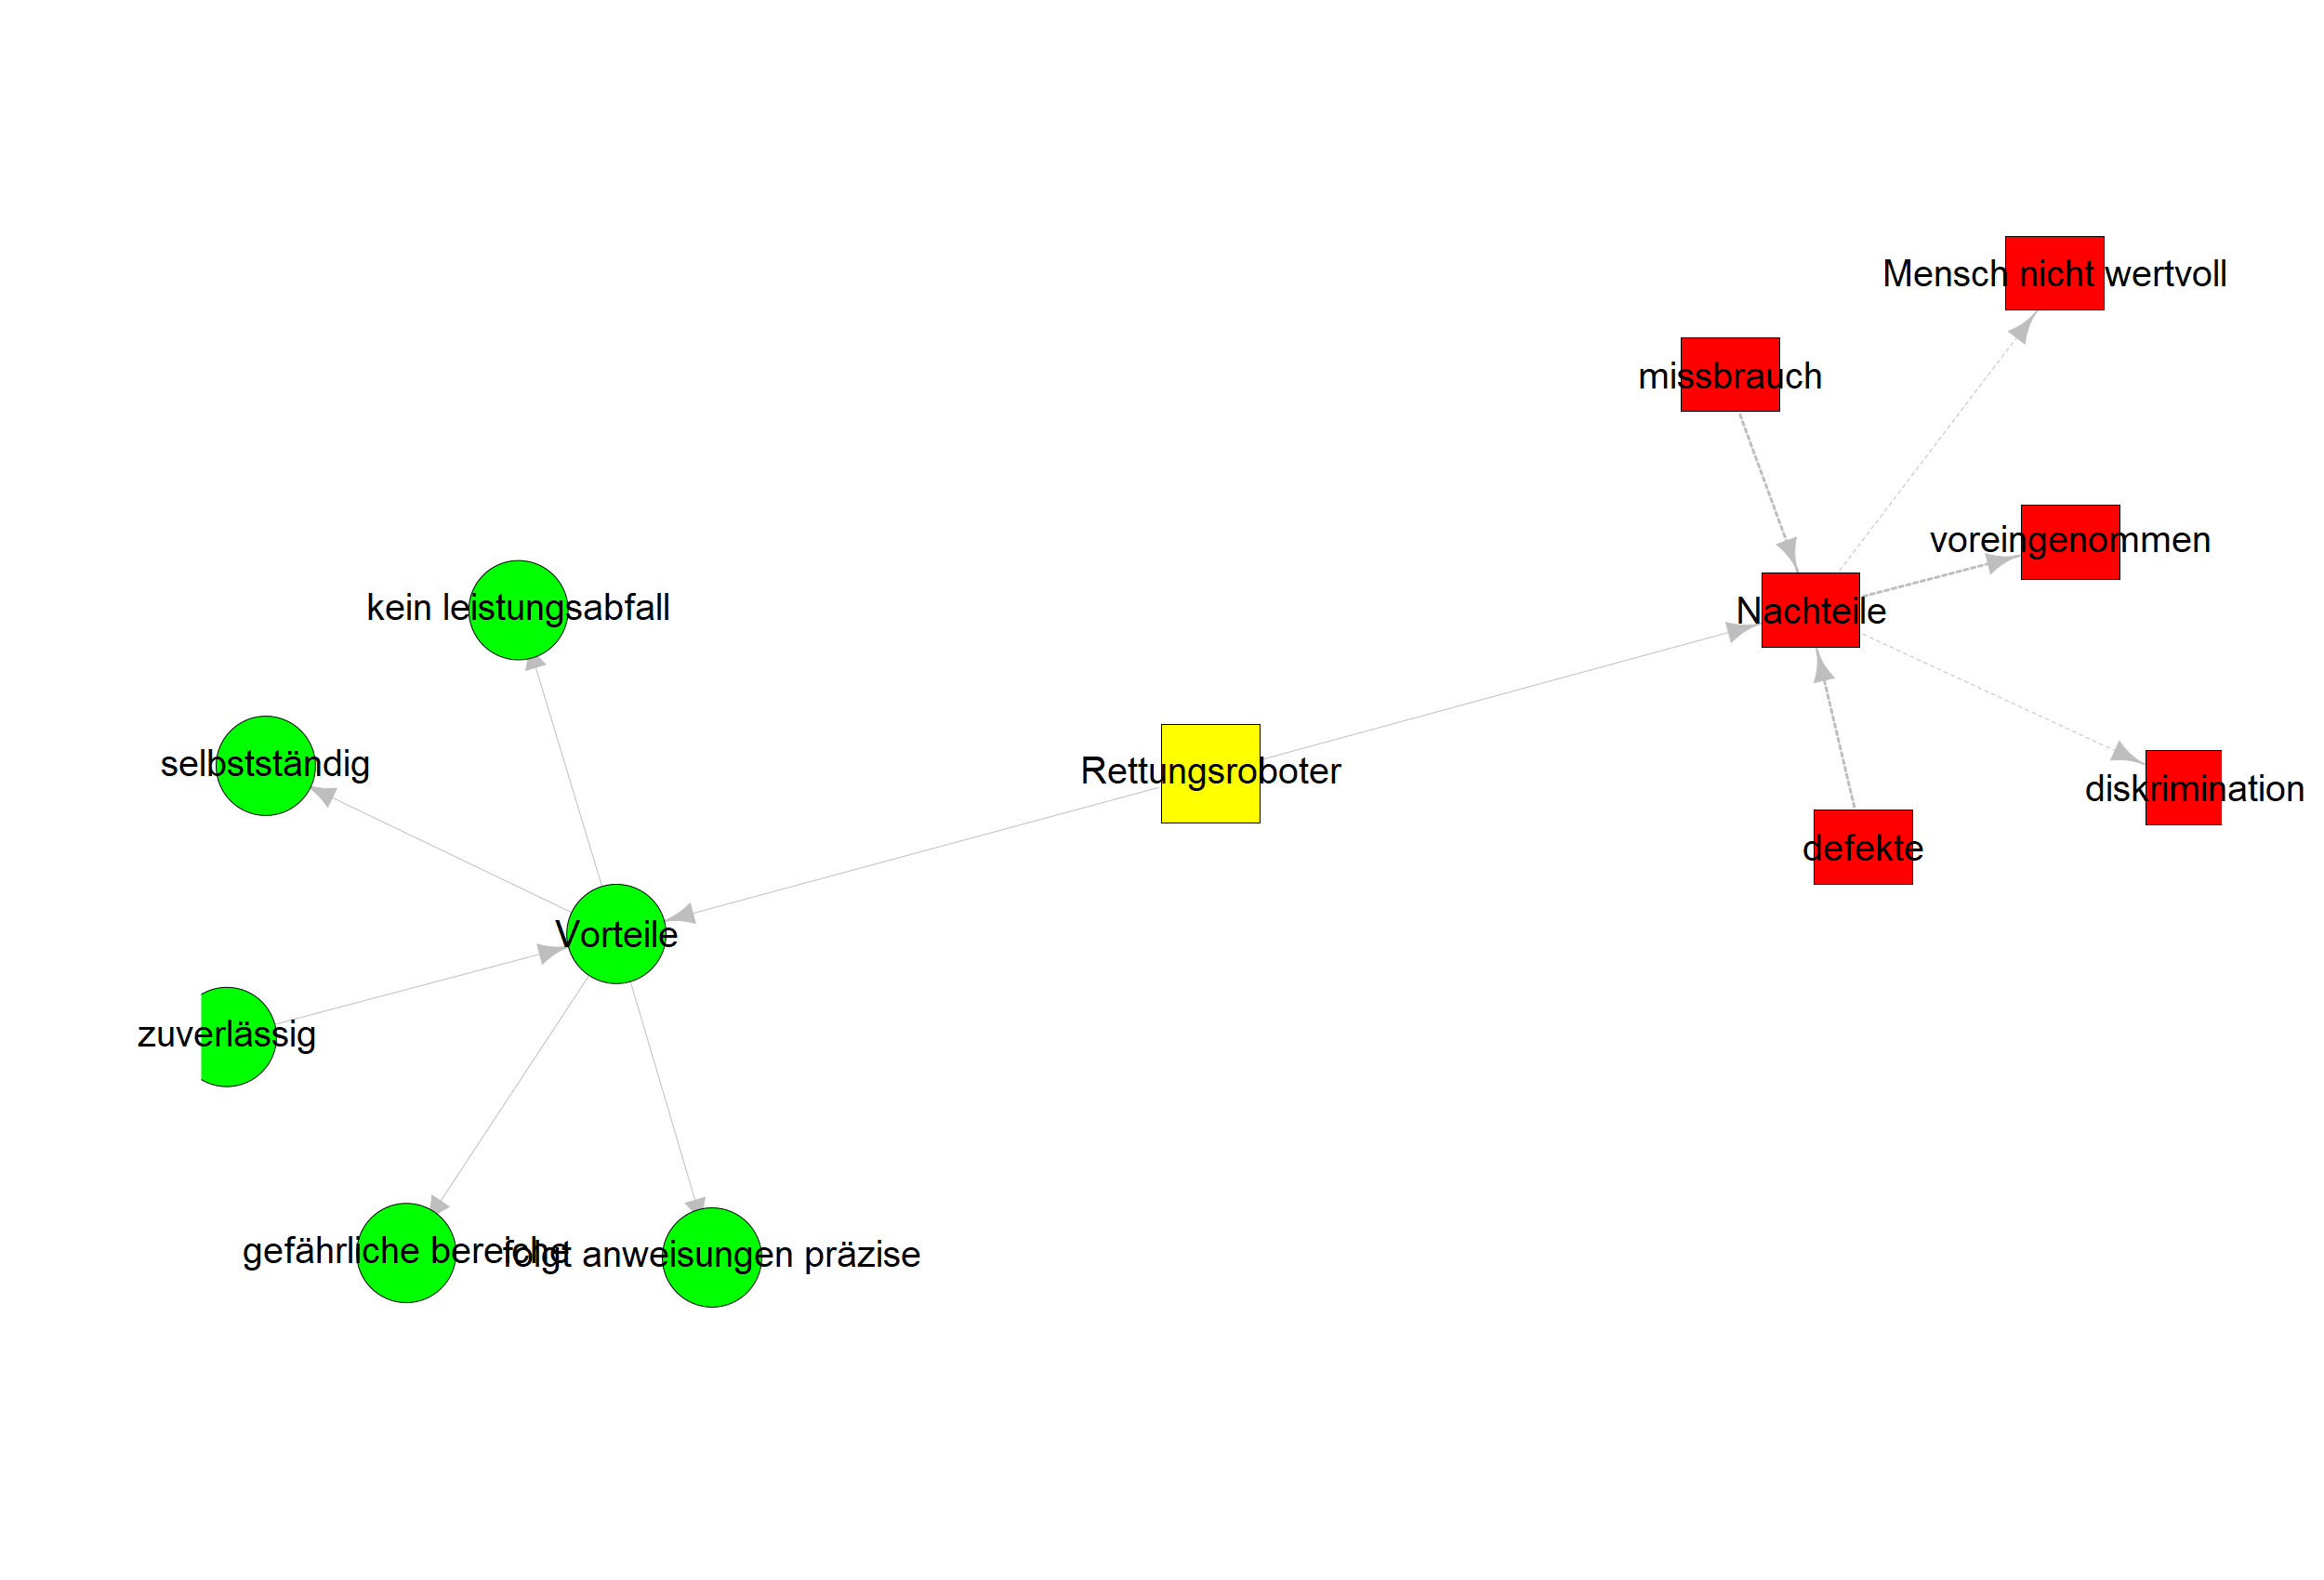 Mensch nicht wertvoll
missbrauch
voreingenommen
kein leistungsabfall
Nachteile
selbstständig
Rettungsroboter
diskrimination
defekte
Vorteile
zuverlässig
gefährliche bereiche
folgt anweisungen präzise